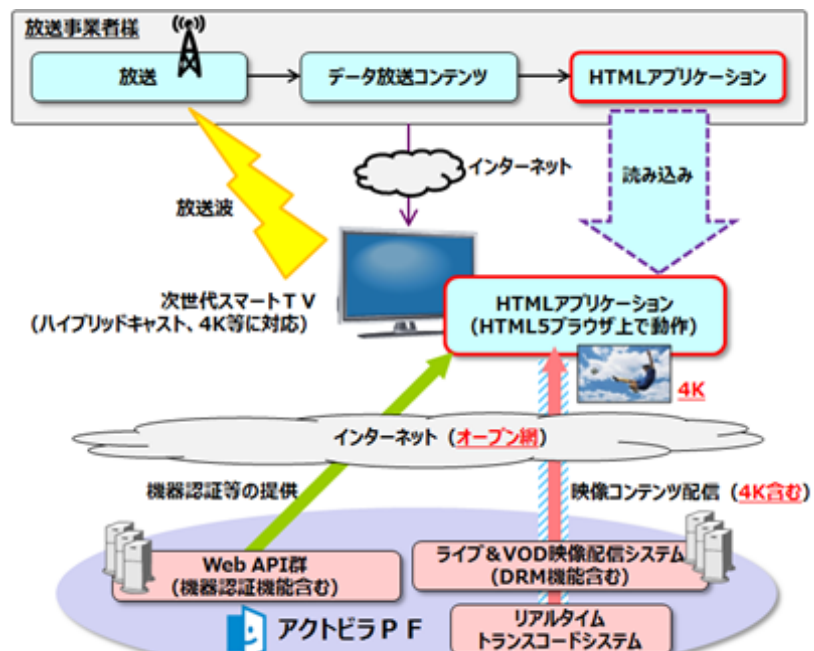 放送事業者様
放送
データ放送コンテンツ
HTMLアプリケーション
インターネット
読み込み
放送波
次世代スマートTV
(ハイブリッドキャスト、4K等に対応)
HTMLアプリケーション
(HTML5ブラウザ上で動作)
4K
インターネット（オープン網）
機器認証等の提供
映像コンテンツ配信（4K含む）
Web API群
(機器認証機能含む)
ライブ＆VOD映像配信システム
(DRM機能含む)
アクトビラＰＦ
リアルタイム
トランスコードシステム